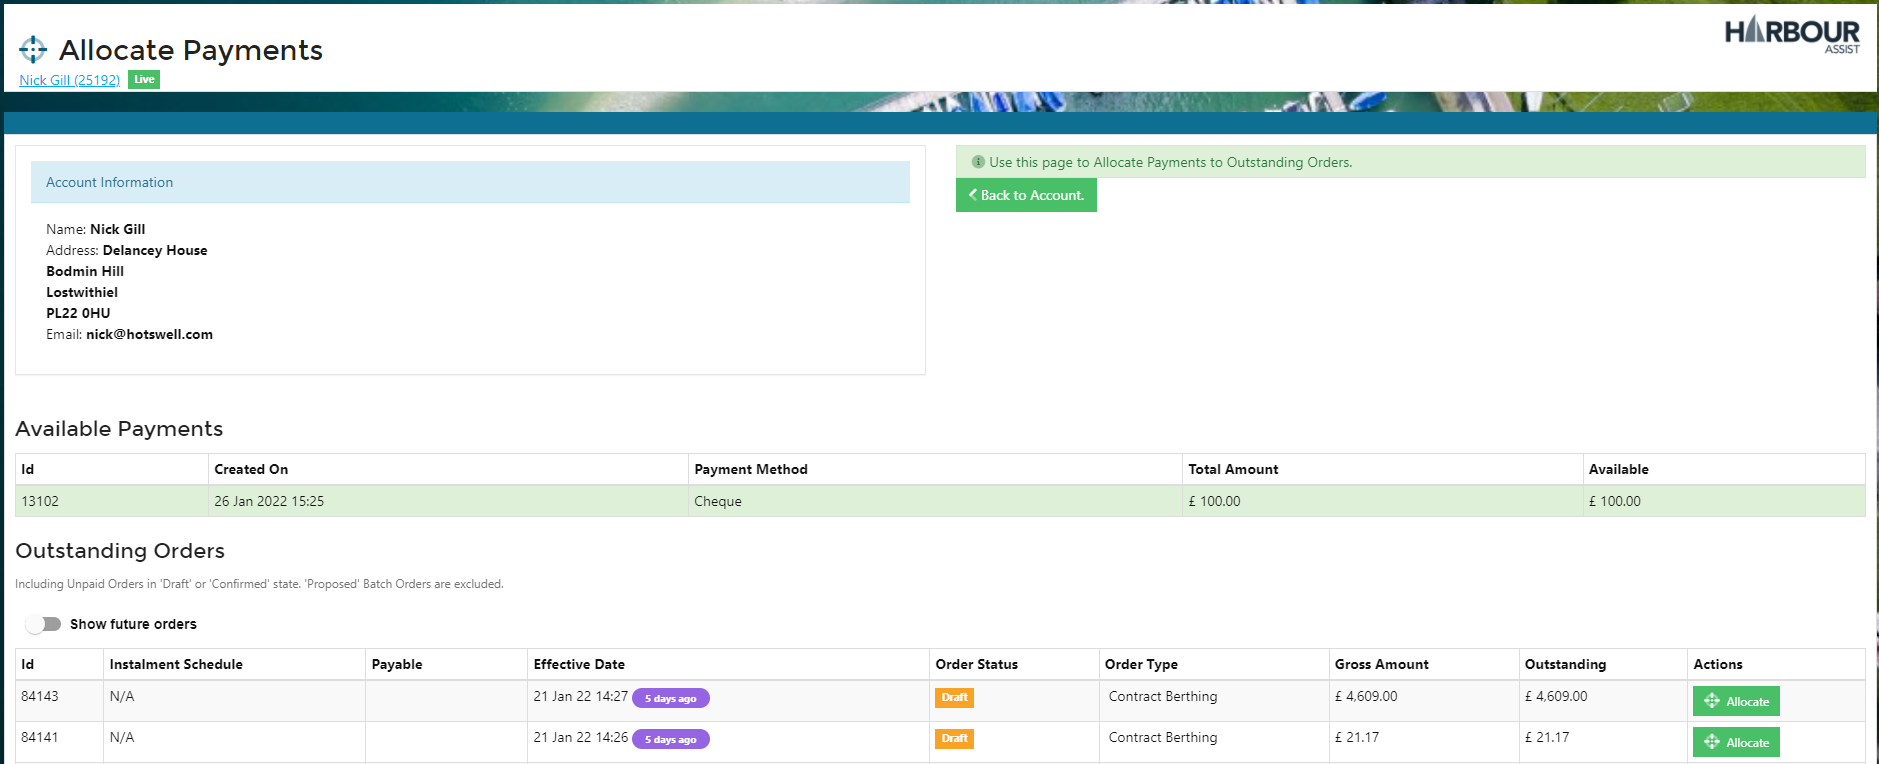 Allocate Payments
HARBOUR
ASSIST
Nick Gill (25192) Live
Account Information
Name: Nick Gill
Address: Delancey House
Bodmin Hill
Lostwithiel
PL22 0HU
Email: nick@hotswell.com
Use this page to Allocate Payments to Outstanding Orders.
Back to Account.
Available Payments
Id Created On Payment Method Total Amount Available
13102 26 Jan 2022 15:25 Cheque £ 100.00 £ 100.00
Outstanding Orders
Including Unpaid Orders in 'Draft' or 'Confirmed' state. 'Proposed' Batch Orders are excluded.
Show future orders
Id Instalment Schedule Payable Effective Date Order Status Order Type Gross Amount Outstanding Actions
84143 N/A 21 Jan 22 14:27 5 days ago Draft Contract Berthing £ 4,609.00 £ 4,609.00 Allocate
84141 N/A 21 Jan 22 14:26 5 days ago Draft Contract Berthing £ 21.17 £ 21.17 Allocate